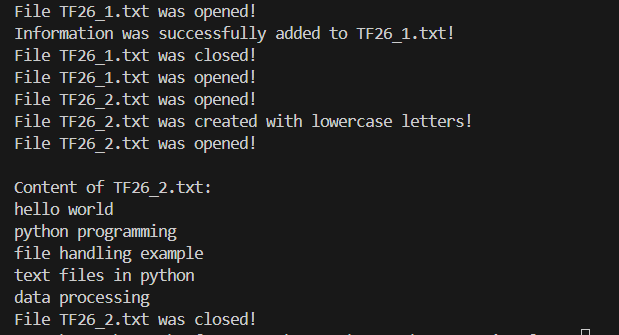 File TF26_1.txt was opened!
Information was successfully added to TF26_1.txt!
File TF26_1.txt was closed!
File TF26_1.txt was opened!
File TF26_2.txt was opened!
File TF26_2.txt was created with lowercase letters!
File TF26_2.txt was opened!
Content of TF26_2.txt:
hello world
python programming
file handling example
text files in python
data processing
File TF26_2.txt was closed!